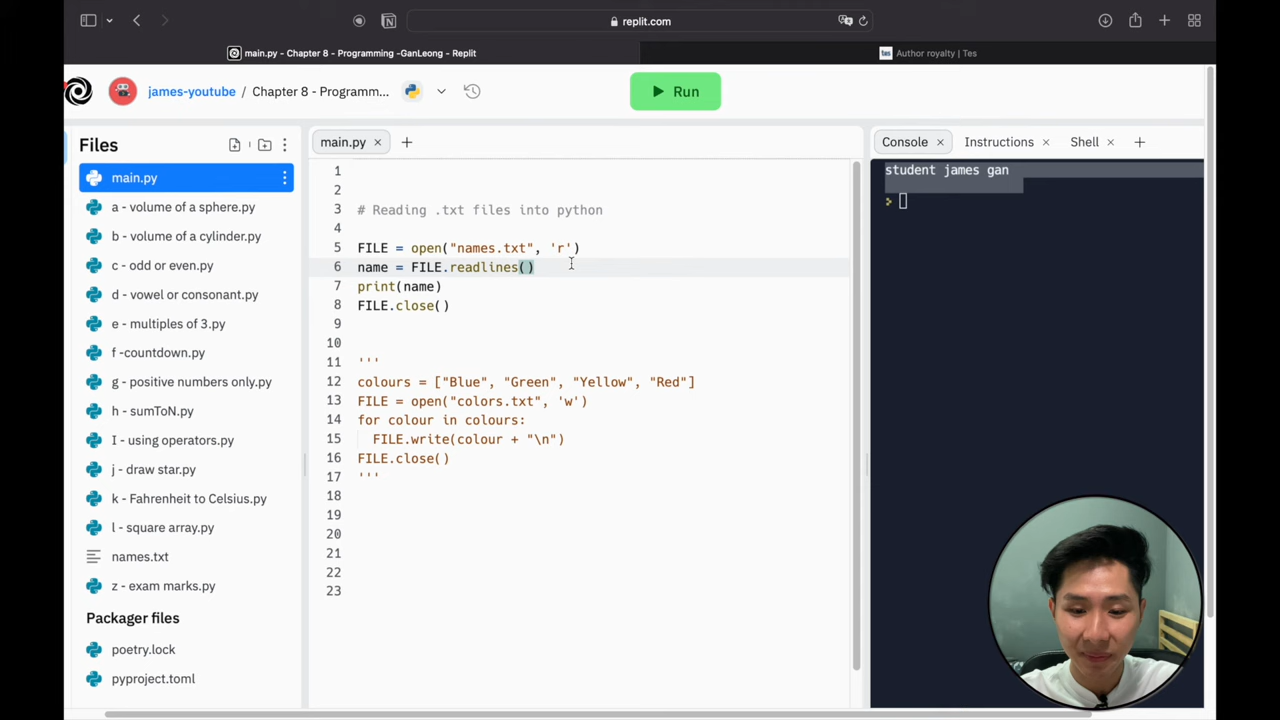 replit.com
main.py - Chapter 8 - Programming -GanLeong - Replit
tes Author royalty | Tes
james-youtube / Chapter 8 - Programm...
Run
Files
main.py
Console
Instructions
Shell
main.py
a - volume of a sphere.py
b - volume of a cylinder.py
c - odd or even.py
d - vowel or consonant.py
e - multiples of 3.py
f -countdown.py
g - positive numbers only.py
h - sumToN.py
I - using operators.py
j - draw star.py
k - Fahrenheit to Celsius.py
l - square array.py
names.txt
z - exam marks.py
Packager files
poetry.lock
pyproject.toml
1
2
3 # Reading .txt files into python
4
5 FILE = open("names.txt", 'r')
6 name = FILE.readlines()
7 print(name)
8 FILE.close()
9
10
11 '''
12 colours = ["Blue", "Green", "Yellow", "Red"]
13 FILE = open("colors.txt", 'w')
14 for colour in colours:
15 FILE.write(colour + "\n")
16 FILE.close()
17 '''
18
19
20
21
22
23
student james gan